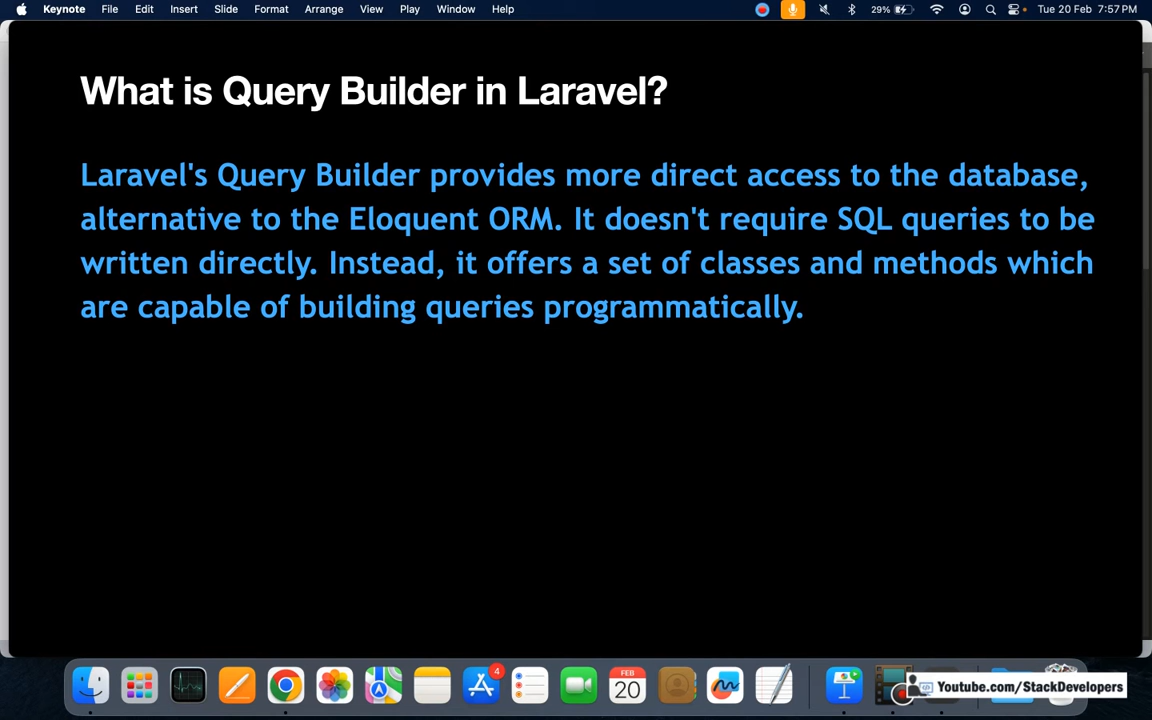 Keynote File Edit Insert Slide Format Arrange View Play Window Help 29% Tue 20 Feb 7:57 PM
What is Query Builder in Laravel?
Laravel's Query Builder provides more direct access to the database,
alternative to the Eloquent ORM. It doesn't require SQL queries to be
written directly. Instead, it offers a set of classes and methods which
are capable of building queries programmatically.
4
FEB
20
Youtube.com/StackDevelopers